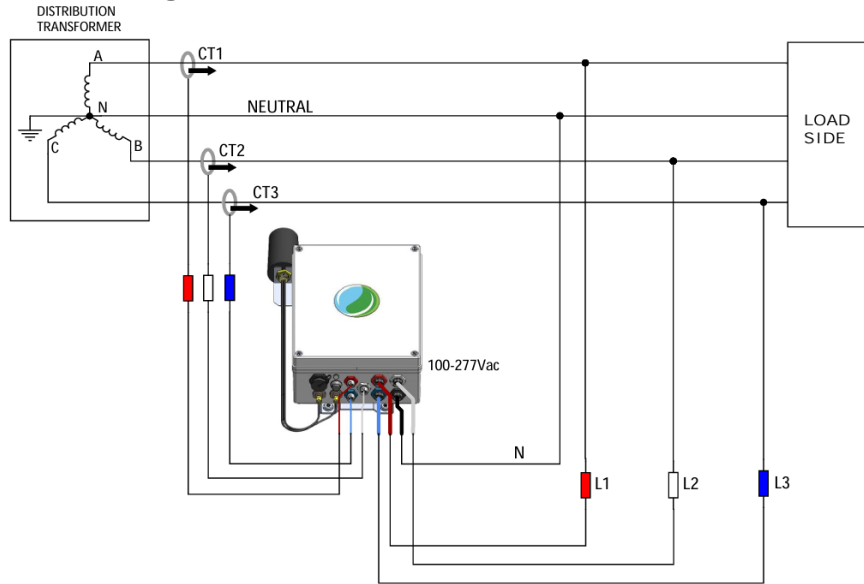 DISTRIBUTION
TRANSFORMER
A
CT1
N
NEUTRAL
LOAD
SIDE
C
B
CT2
CT3
100-277Vac
N
L1
L2
L3